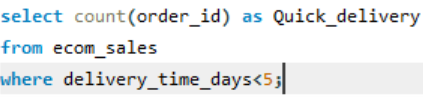 select count(order_id) as Quick_delivery
from ecom_sales
where delivery_time_days<5;